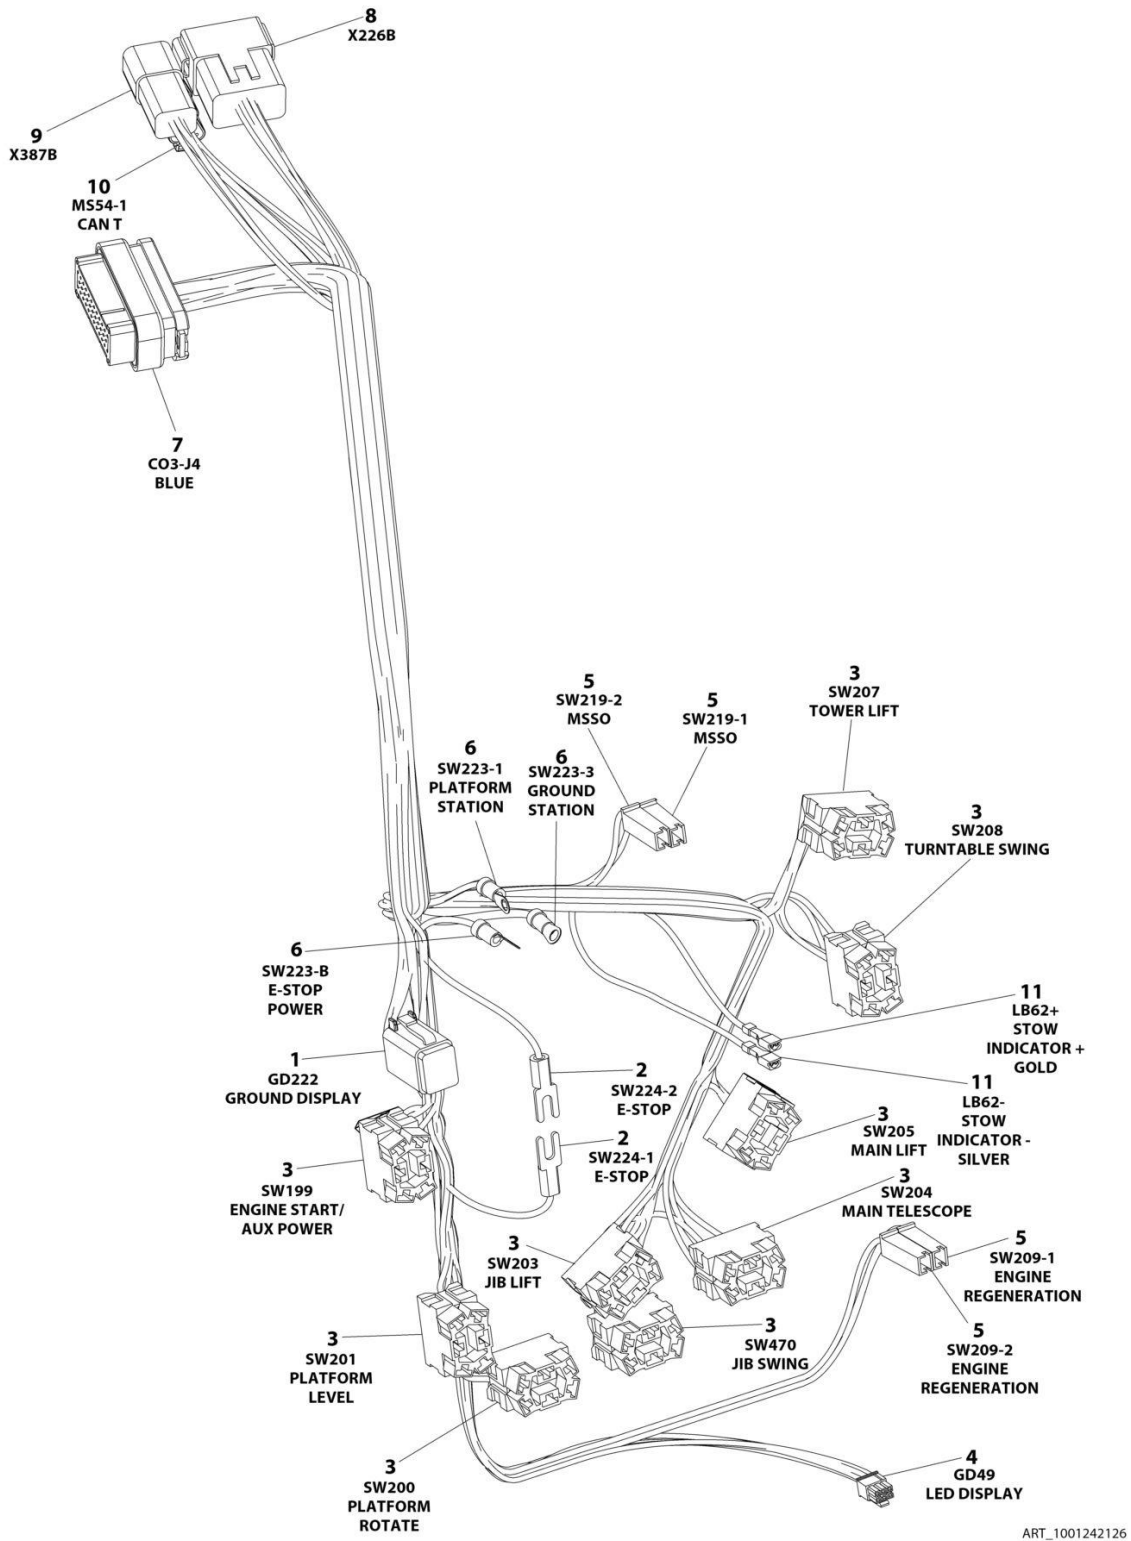 8
X226B
9
X387B
10
MS54-1
CAN T
7
CO3-J4
BLUE
5
SW219-2
MSSO
5
SW219-1
MSSO
3
SW207
TOWER LIFT
6
SW223-1
PLATFORM
STATION
6
SW223-3
GROUND
STATION
3
SW208
TURNTABLE SWING
6
SW223-B
E-STOP
POWER
11
LB62+
STOW
INDICATOR +
GOLD
1
GD222
GROUND DISPLAY
2
SW224-2
E-STOP
11
LB62-
STOW
INDICATOR -
SILVER
3
SW205
MAIN LIFT
2
SW224-1
E-STOP
3
SW199
ENGINE START/
AUX POWER
3
SW204
MAIN TELESCOPE
3
SW203
JIB LIFT
5
SW209-1
ENGINE
REGENERATION
3
SW470
JIB SWING
5
SW209-2
ENGINE
REGENERATION
3
SW201
PLATFORM
LEVEL
3
SW200
PLATFORM
ROTATE
4
GD49
LED DISPLAY
ART_1001242126